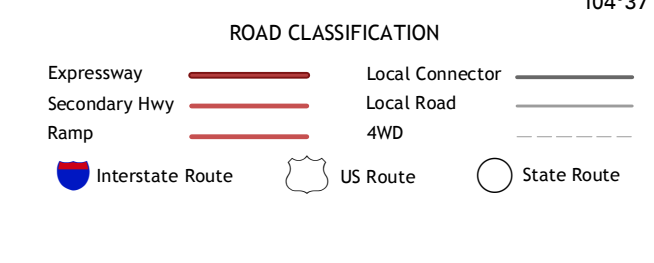 104°37
ROAD CLASSIFICATION
Expressway
Secondary Hwy
Ramp
Local Connector
Local Road
4WD
Interstate Route
US Route
State Route